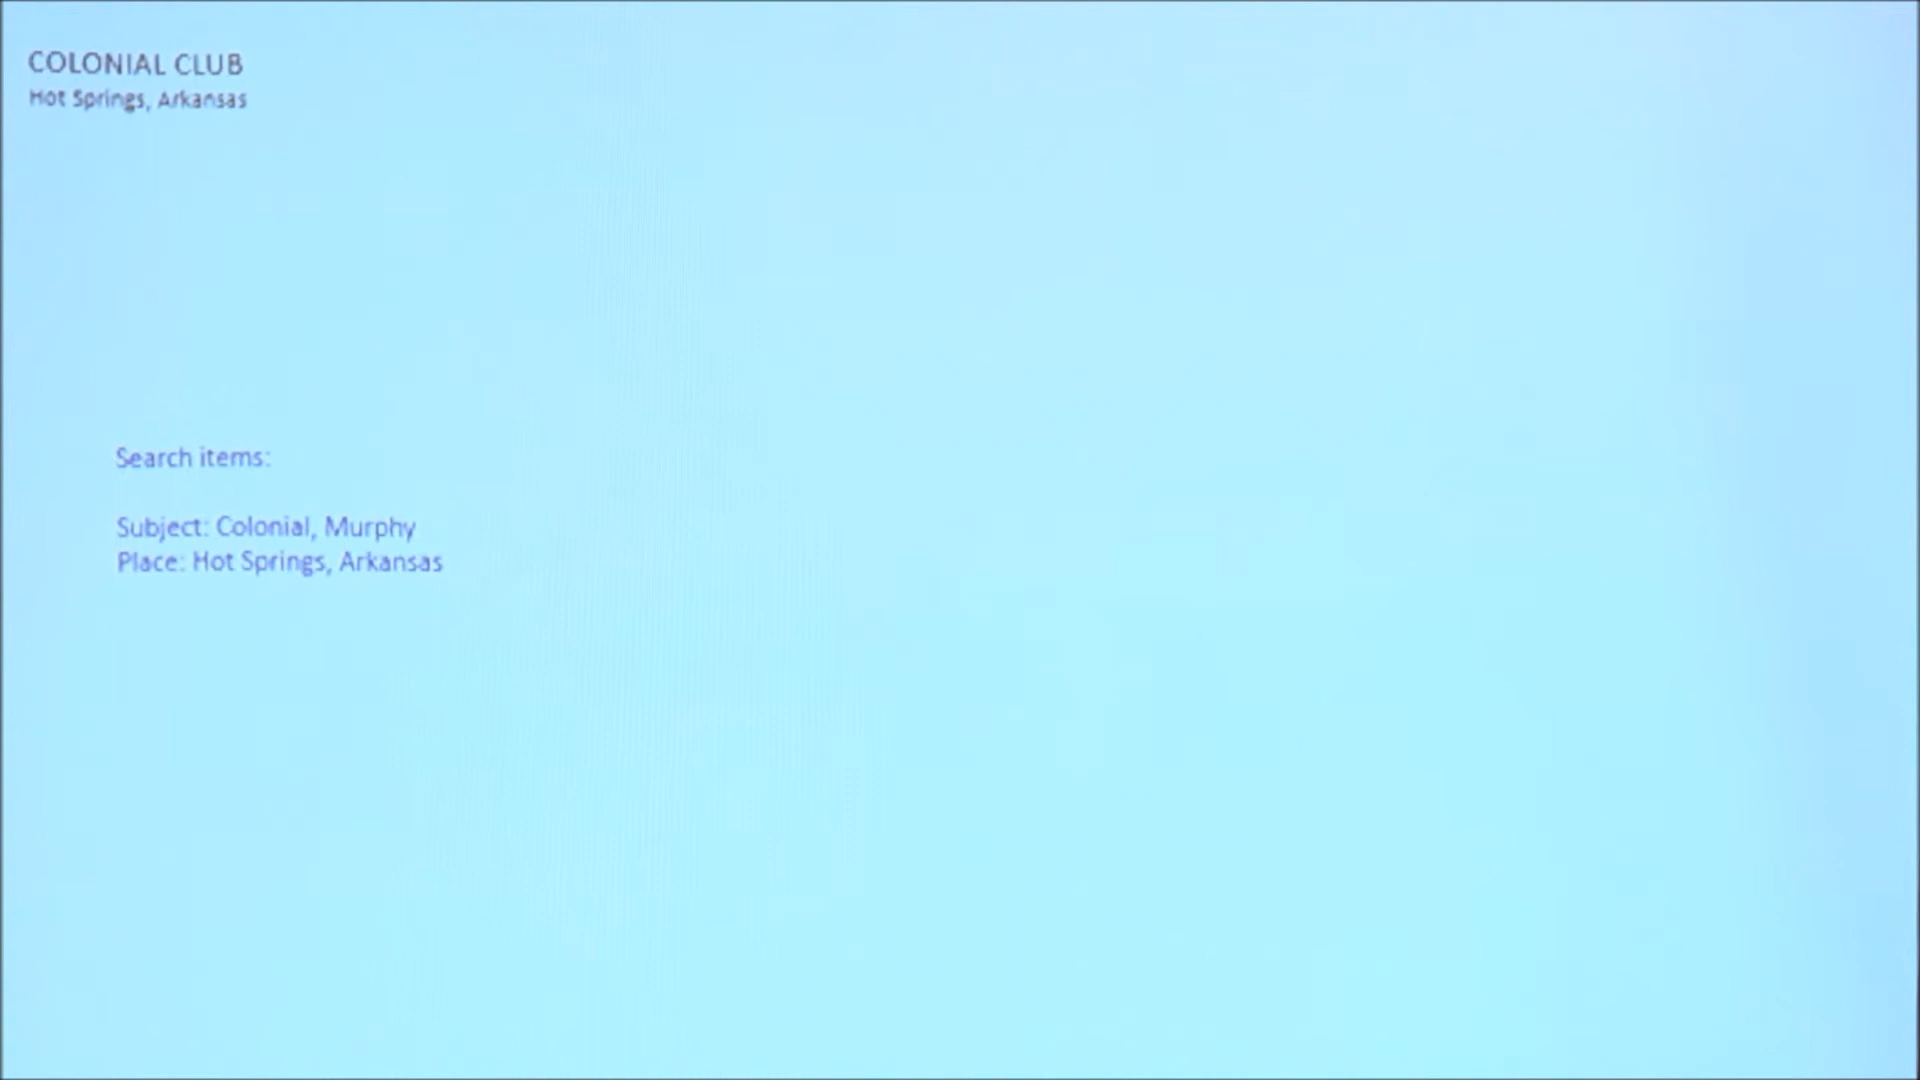 COLONIAL CLUB
Hot Springs, Arkansas
Search items:
Subject: Colonial, Murphy
Place: Hot Springs, Arkansas